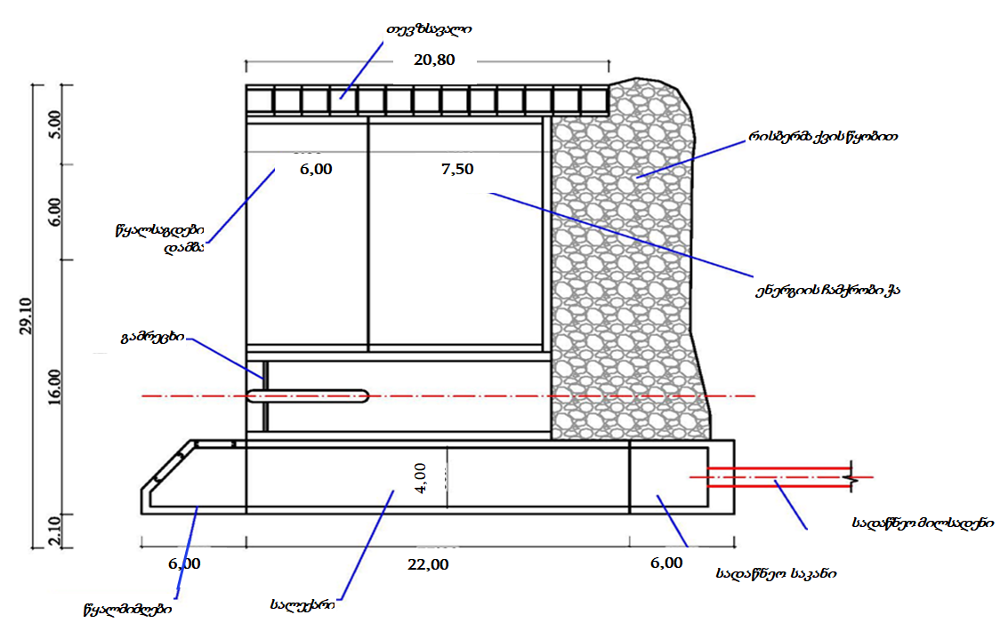 თევზსავალი
20,80
5.00
რისბერმა ქვის წყობით
6,00
7,50
6.00
წყალსაგდები
დამბა
ენერგიის ჩამქრობი ჭა
29.10
გამრეცხი
16.00
4,00
სადაწნეო მილსადენი
2.10
6,00
22,00
6,00
სადაწნეო საკანი
წყალმიმღები
სალექარი